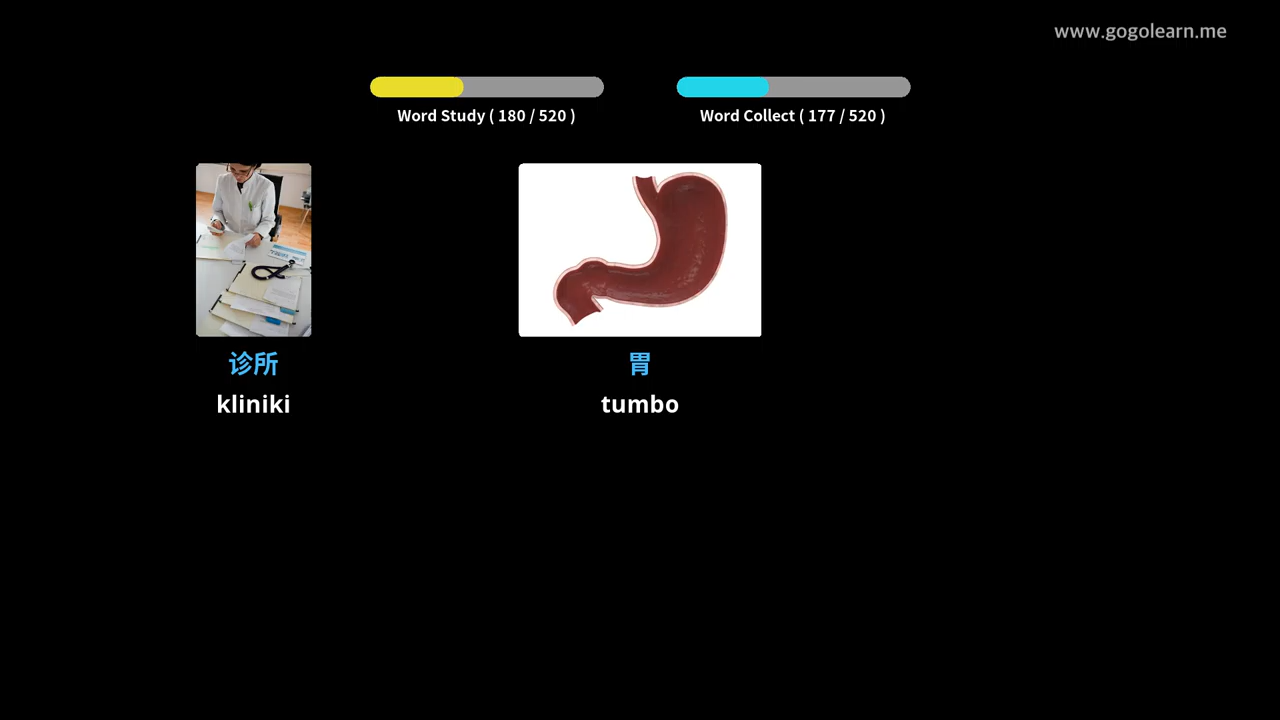 www.gogolearn.me
Word Study ( 180 / 520 )
Word Collect ( 177 / 520 )
诊所
kliniki
胃
tumbo